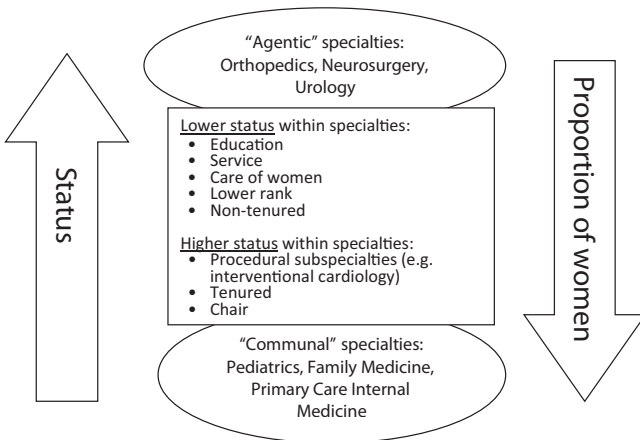 “Agentic” specialties:
Orthopedics, Neurosurgery,
Urology
Status
Lower status within specialties:
• Education
• Service
• Care of women
• Lower rank
• Non-tenured
Higher status within specialties:
• Procedural subspecialties (e.g.
interventional cardiology)
• Tenured
• Chair
Proportion of women
“Communal” specialties:
Pediatrics, Family Medicine,
Primary Care Internal
Medicine